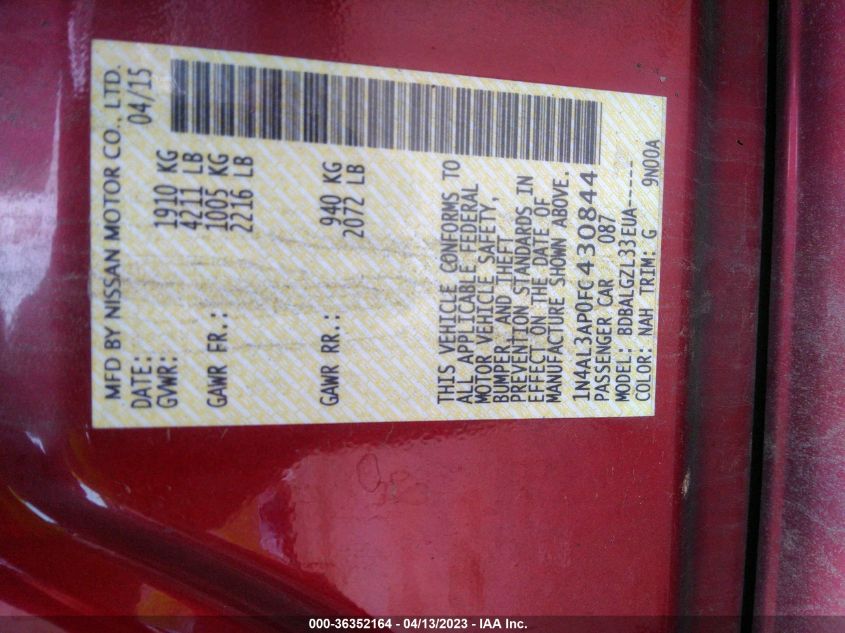 MFD BY NISSAN MOTOR CO., LTD.
DATE: 04/15
GVWR: 1910 KG
4211 LB
GAWR FR.: 1005 KG
2216 LB
GAWR RR.: 940 KG
2072 LB
THIS VEHICLE CONFORMS TO
ALL APPLICABLE FEDERAL
MOTOR VEHICLE SAFETY,
BUMPER, AND THEFT
PREVENTION STANDARDS IN
EFFECT ON THE DATE OF
MANUFACTURE SHOWN ABOVE.
1N4AL3AP0FC430844
PASSENGER CAR 087
MODEL: BDBALGZL33EUA-----
COLOR: NAH TRIM: G 9N00A
000-36352164 - 04/13/2023 - IAA Inc.